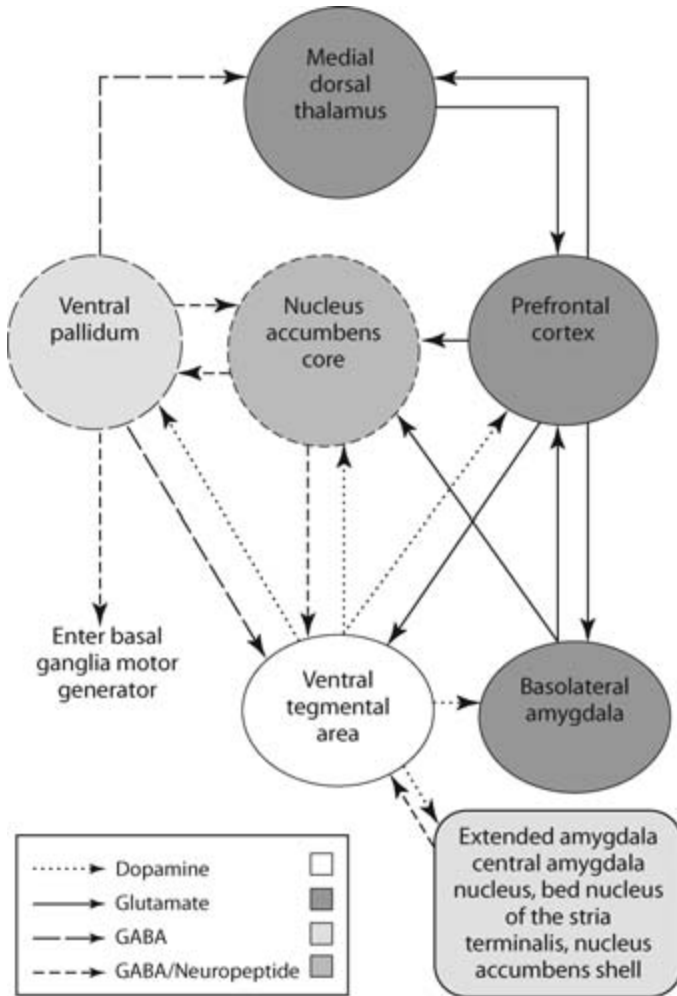 Medial
dorsal
thalamus
Ventral
pallidum
Nucleus
accumbens
core
Prefrontal
cortex
Enter basal
ganglia motor
generator
Ventral
tegmental
area
Basolateral
amygdala
Extended amygdala
central amygdala
nucleus, bed nucleus
of the stria
terminalis, nucleus
accumbens shell
Dopamine
Glutamate
GABA
GABA/Neuropeptide